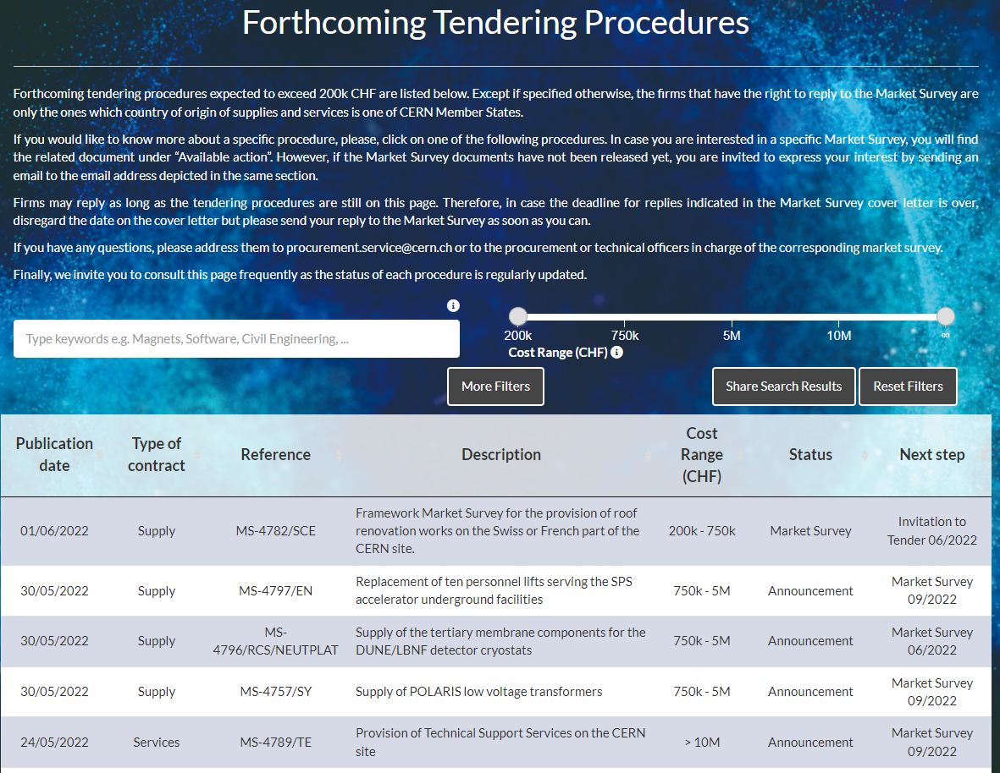 Forthcoming Tendering Procedures
Forthcoming tendering procedures expected to exceed 200k CHF are listed below. Except if specified otherwise, the firms that have the right to reply to the Market Survey are
only the ones which country of origin of supplies and services is one of CERN Member States.
If you would like to know more about a specific procedure, please, click on one of the following procedures. In case you are interested in a specific Market Survey, you will find
the related document under “Available action”. However, if the Market Survey documents have not been released yet, you are invited to express your interest by sending an
email to the email address depicted in the same section.
Firms may reply as long as the tendering procedures are still on this page. Therefore, in case the deadline for replies indicated in the Market Survey cover letter is over,
disregard the date on the cover letter but please send your reply to the Market Survey as soon as you can.
If you have any questions, please address them to procurement.service@cern.ch or to the procurement or technical officers in charge of the corresponding market survey.
Finally, we invite you to consult this page frequently as the status of each procedure is regularly updated.
Type keywords e.g. Magnets, Software, Civil Engineering, ...
200k 750k 5M 10M ∞
Cost Range (CHF)
More Filters Share Search Results Reset Filters
Publication date Type of contract Reference Description Cost Range (CHF) Status Next step
01/06/2022 Supply MS-4782/SCE Framework Market Survey for the provision of roof renovation works on the Swiss or French part of the CERN site. 200k - 750k Market Survey Invitation to Tender 06/2022
30/05/2022 Supply MS-4797/EN Replacement of ten personnel lifts serving the SPS accelerator underground facilities 750k - 5M Announcement Market Survey 09/2022
30/05/2022 Supply MS-4796/RCS/NEUTPLAT Supply of the tertiary membrane components for the DUNE/LBNF detector cryostats 750k - 5M Announcement Market Survey 06/2022
30/05/2022 Supply MS-4757/SY Supply of POLARIS low voltage transformers 750k - 5M Announcement Market Survey 09/2022
24/05/2022 Services MS-4789/TE Provision of Technical Support Services on the CERN site > 10M Announcement Market Survey 09/2022